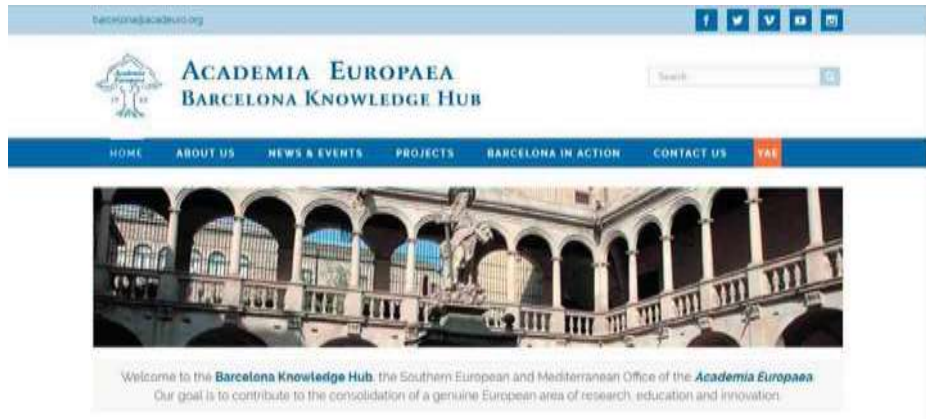 barcelona@acadeuro.org
ACADEMIA EUROPAEA
BARCELONA KNOWLEDGE HUB
Search
HOME ABOUT US NEWS & EVENTS PROJECTS BARCELONA IN ACTION CONTACT US YAE
Welcome to the Barcelona Knowledge Hub, the Southern European and Mediterranean Office of the Academia Europaea.
Our goal is to contribute to the consolidation of a genuine European area of research, education and innovation.